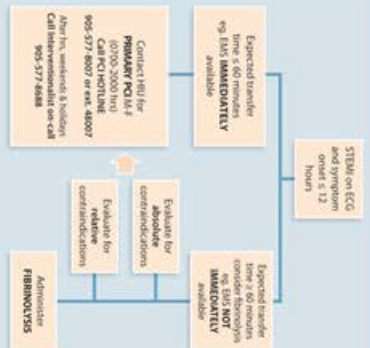 STEMI on ECG
and symptom
onset ≤ 12
hours
Expected transfer
time ≤ 60 minutes
eg. EMS IMMEDIATELY
available
Expected transfer
time ≥ 60 minutes
consider fibrinolysis
eg. EMS NOT
IMMEDIATELY
available
Contact HIU for
PRIMARY PCI M-F
(0700-2000 hrs)
Call PCI HOTLINE
905-577-8007 or ext. 48007
After hrs, weekends & holidays
Call Interventionalist on-call
905-577-8688
Evaluate for
absolute
contraindications
Evaluate for
relative
contraindications
Administer
FIBRINOLYSIS